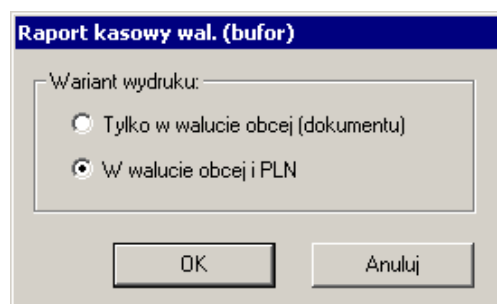 Raport kasowy wal. (bufor)
Wariant wydruku:
Tylko w walucie obcej (dokumentu)
W walucie obcej i PLN
OK
Anuluj